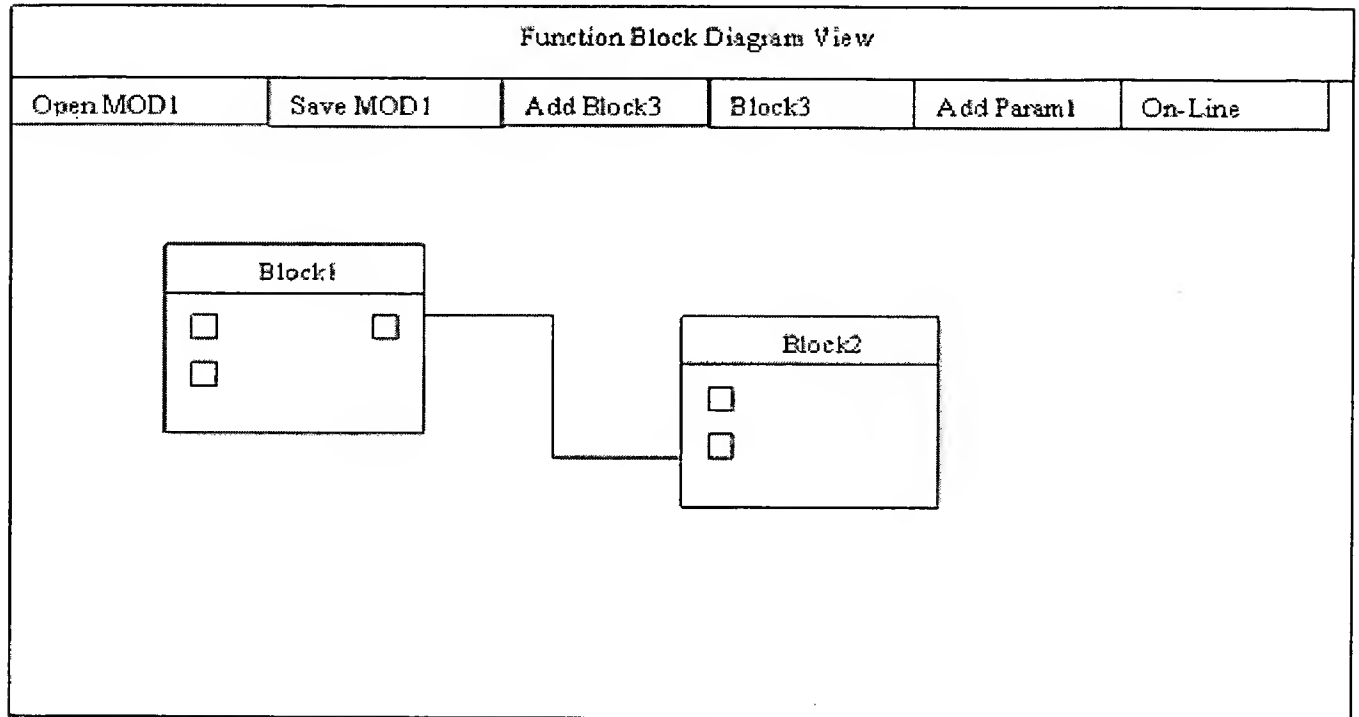 Function Block Diagram View
Open MOD1 Save MOD1 Add Block3 Block3 Add Param1 On-Line
Block1
Block2